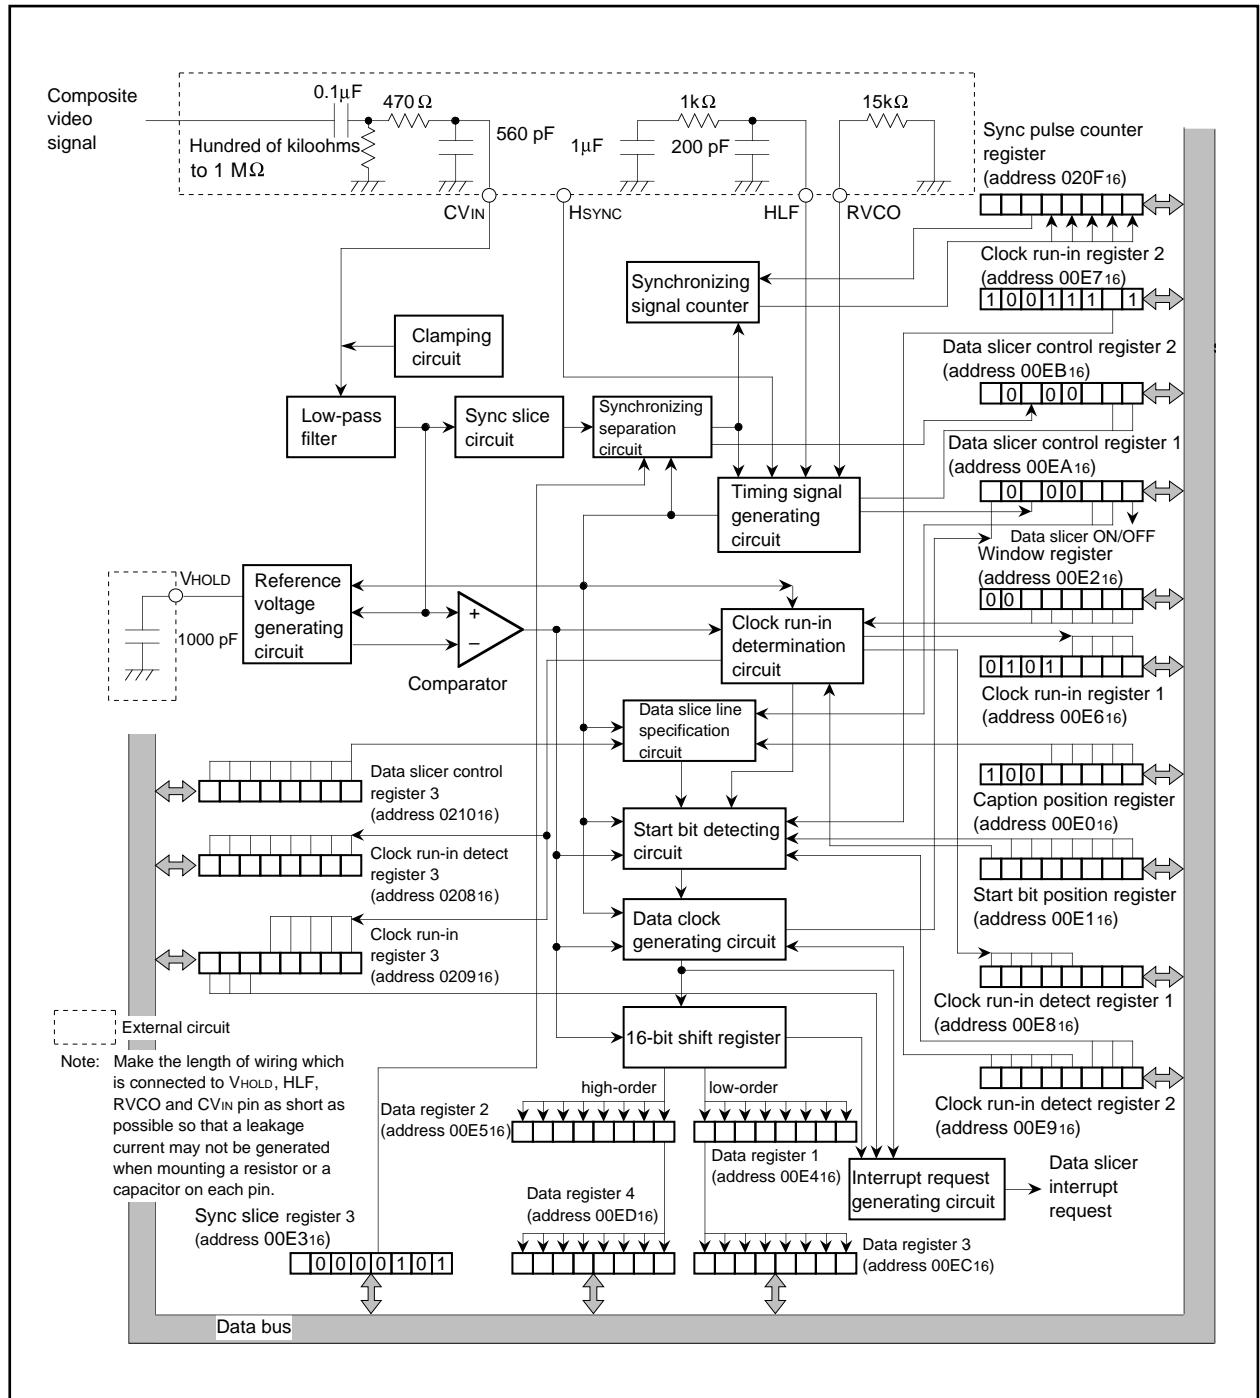 Composite
video
signal
0.1µF
470Ω
560 pF
Hundred of kiloohms
to 1 MΩ
1µF
1kΩ
200 pF
15kΩ
CVIN
HSYNC
HLF
RVCO
Sync pulse counter
register
(address 020F16)
Synchronizing
signal counter
Clock run-in register 2
(address 00E716)
1 0 0 1 1 1 1
Clamping
circuit
Data slicer control register 2
(address 00EB16)
0 0 0
Low-pass
filter
Sync slice
circuit
Synchronizing
separation
circuit
Data slicer control register 1
(address 00EA16)
0 0 0
Timing signal
generating
circuit
Data slicer ON/OFF
Window register
(address 00E216)
0 0
VHOLD
1000 pF
Reference
voltage
generating
circuit
+
–
Comparator
Clock run-in
determination
circuit
0 1 0 1
Clock run-in register 1
(address 00E616)
Data slice line
specification
circuit
1 0 0
Caption position register
(address 00E016)
Data slicer control
register 3
(address 021016)
Start bit detecting
circuit
Clock run-in detect
register 3
(address 020816)
Start bit position register
(address 00E116)
Data clock
generating circuit
Clock run-in
register 3
(address 020916)
Clock run-in detect register 1
(address 00E816)
External circuit
16-bit shift register
Note: Make the length of wiring which
is connected to VHOLD, HLF,
RVCO and CVIN pin as short as
possible so that a leakage
current may not be generated
when mounting a resistor or a
capacitor on each pin.
high-order
low-order
Clock run-in detect register 2
(address 00E916)
Data register 2
(address 00E516)
Data register 1
(address 00E416)
Interrupt request
generating circuit
Data slicer
interrupt
request
Data register 4
(address 00ED16)
Sync slice register 3
(address 00E316)
0 0 0 0 1 0 1
Data register 3
(address 00EC16)
Data bus